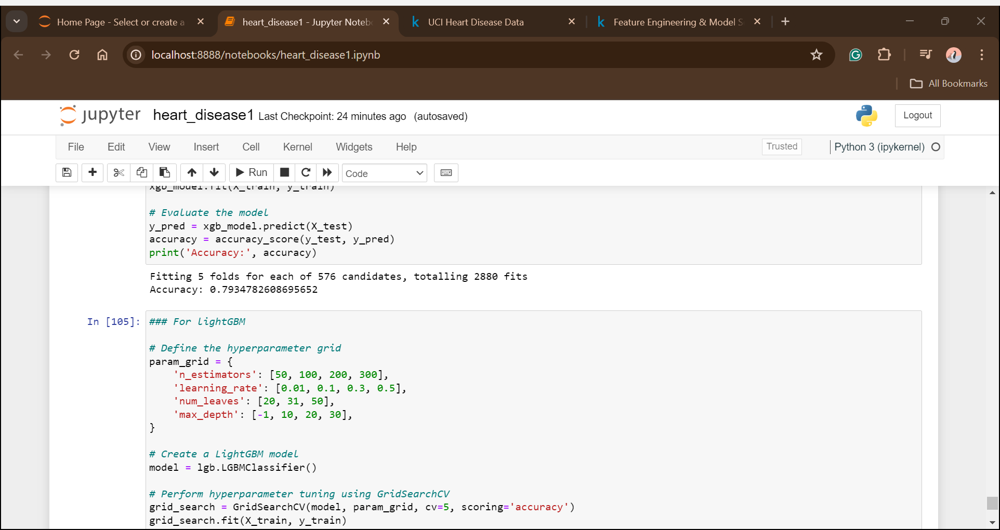 Home Page - Select or create a
heart_disease1 - Jupyter Noteb
UCI Heart Disease Data
Feature Engineering & Model S
localhost:8888/notebooks/heart_disease1.ipynb
All Bookmarks
jupyter heart_disease1 Last Checkpoint: 24 minutes ago (autosaved)
Logout
File Edit View Insert Cell Kernel Widgets Help
Trusted
Python 3 (ipykernel)
Run
Code
xgb_model.fit(X_train, y_train)
# Evaluate the model
y_pred = xgb_model.predict(X_test)
accuracy = accuracy_score(y_test, y_pred)
print('Accuracy:', accuracy)
Fitting 5 folds for each of 576 candidates, totalling 2880 fits
Accuracy: 0.7934782608695652
In [105]: ### For lightGBM
# Define the hyperparameter grid
param_grid = {
    'n_estimators': [50, 100, 200, 300],
    'learning_rate': [0.01, 0.1, 0.3, 0.5],
    'num_leaves': [20, 31, 50],
    'max_depth': [-1, 10, 20, 30],
}
# Create a LightGBM model
model = lgb.LGBMClassifier()
# Perform hyperparameter tuning using GridSearchCV
grid_search = GridSearchCV(model, param_grid, cv=5, scoring='accuracy')
grid_search.fit(X_train, y_train)